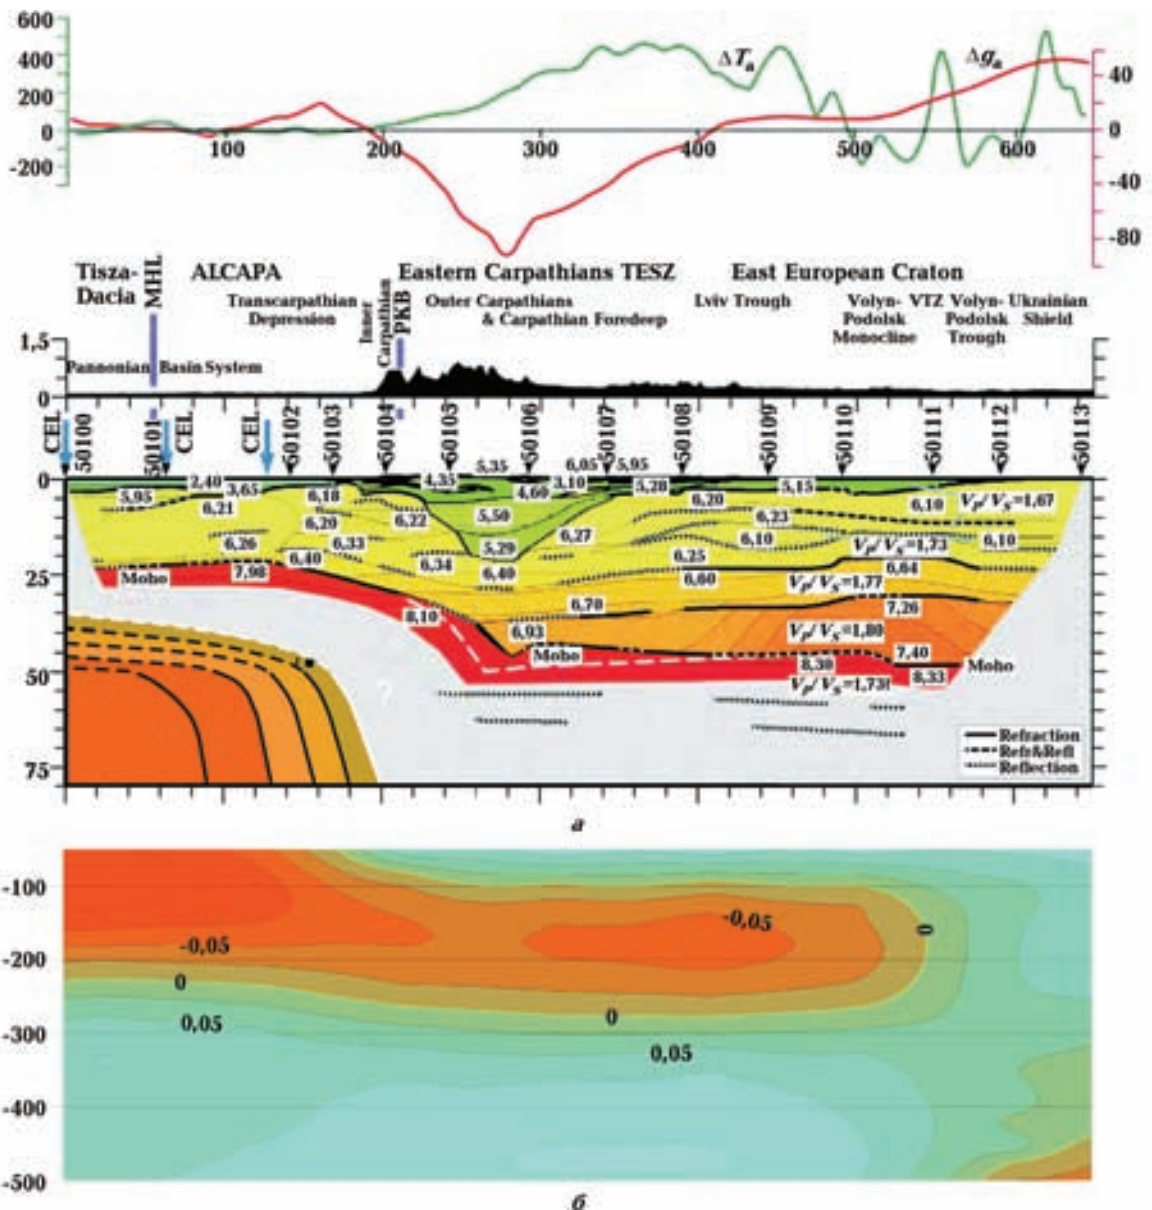 600
400
200
0
-200
ΔTa
Δga
40
0
-40
-80
100
200
300
400
500
600
Tisza-
Dacia
MHL
ALCAPA
Eastern Carpathians TESZ
East European Craton
Transcarpathian
Depression
Inner
Carpathian
PKB
Outer Carpathians
& Carpathian Foredeep
Lviv Trough
Volyn-
Podolsk
Monocline
VTZ
Volyn-
Podolsk
Trough
Ukrainian
Shield
1,5
0
Pannonian
Basin System
CEL
50100
50101
CEL
CEL
50102
50103
50104
60105
50106
50107
50108
50109
50110
50111
50112
50113
5,35
6,05
5,95
0
25
50
75
2,40
4,35
3,10
5,28
5,15
5,95
3,65
6,18
4,60
6,20
6,10
VP/VS=1,67
6,21
6,20
6,22
5,50
6,23
6,26
6,33
6,27
6,10
VP/VS=1,73
6,10
5,29
6,40
6,34
6,40
6,25
6,64
Moho
7,98
6,60
VP/VS=1,77
8,10
6,70
7,26
6,93
VP/VS=1,80
Moho
7,40
8,30
Moho
8,33
VP/VS=1,73!
?
Refraction
Refr&Refl
Reflection
а
-100
-200
-300
-400
-500
-0,05
0
0,05
-0,05
0
0
0,05
б